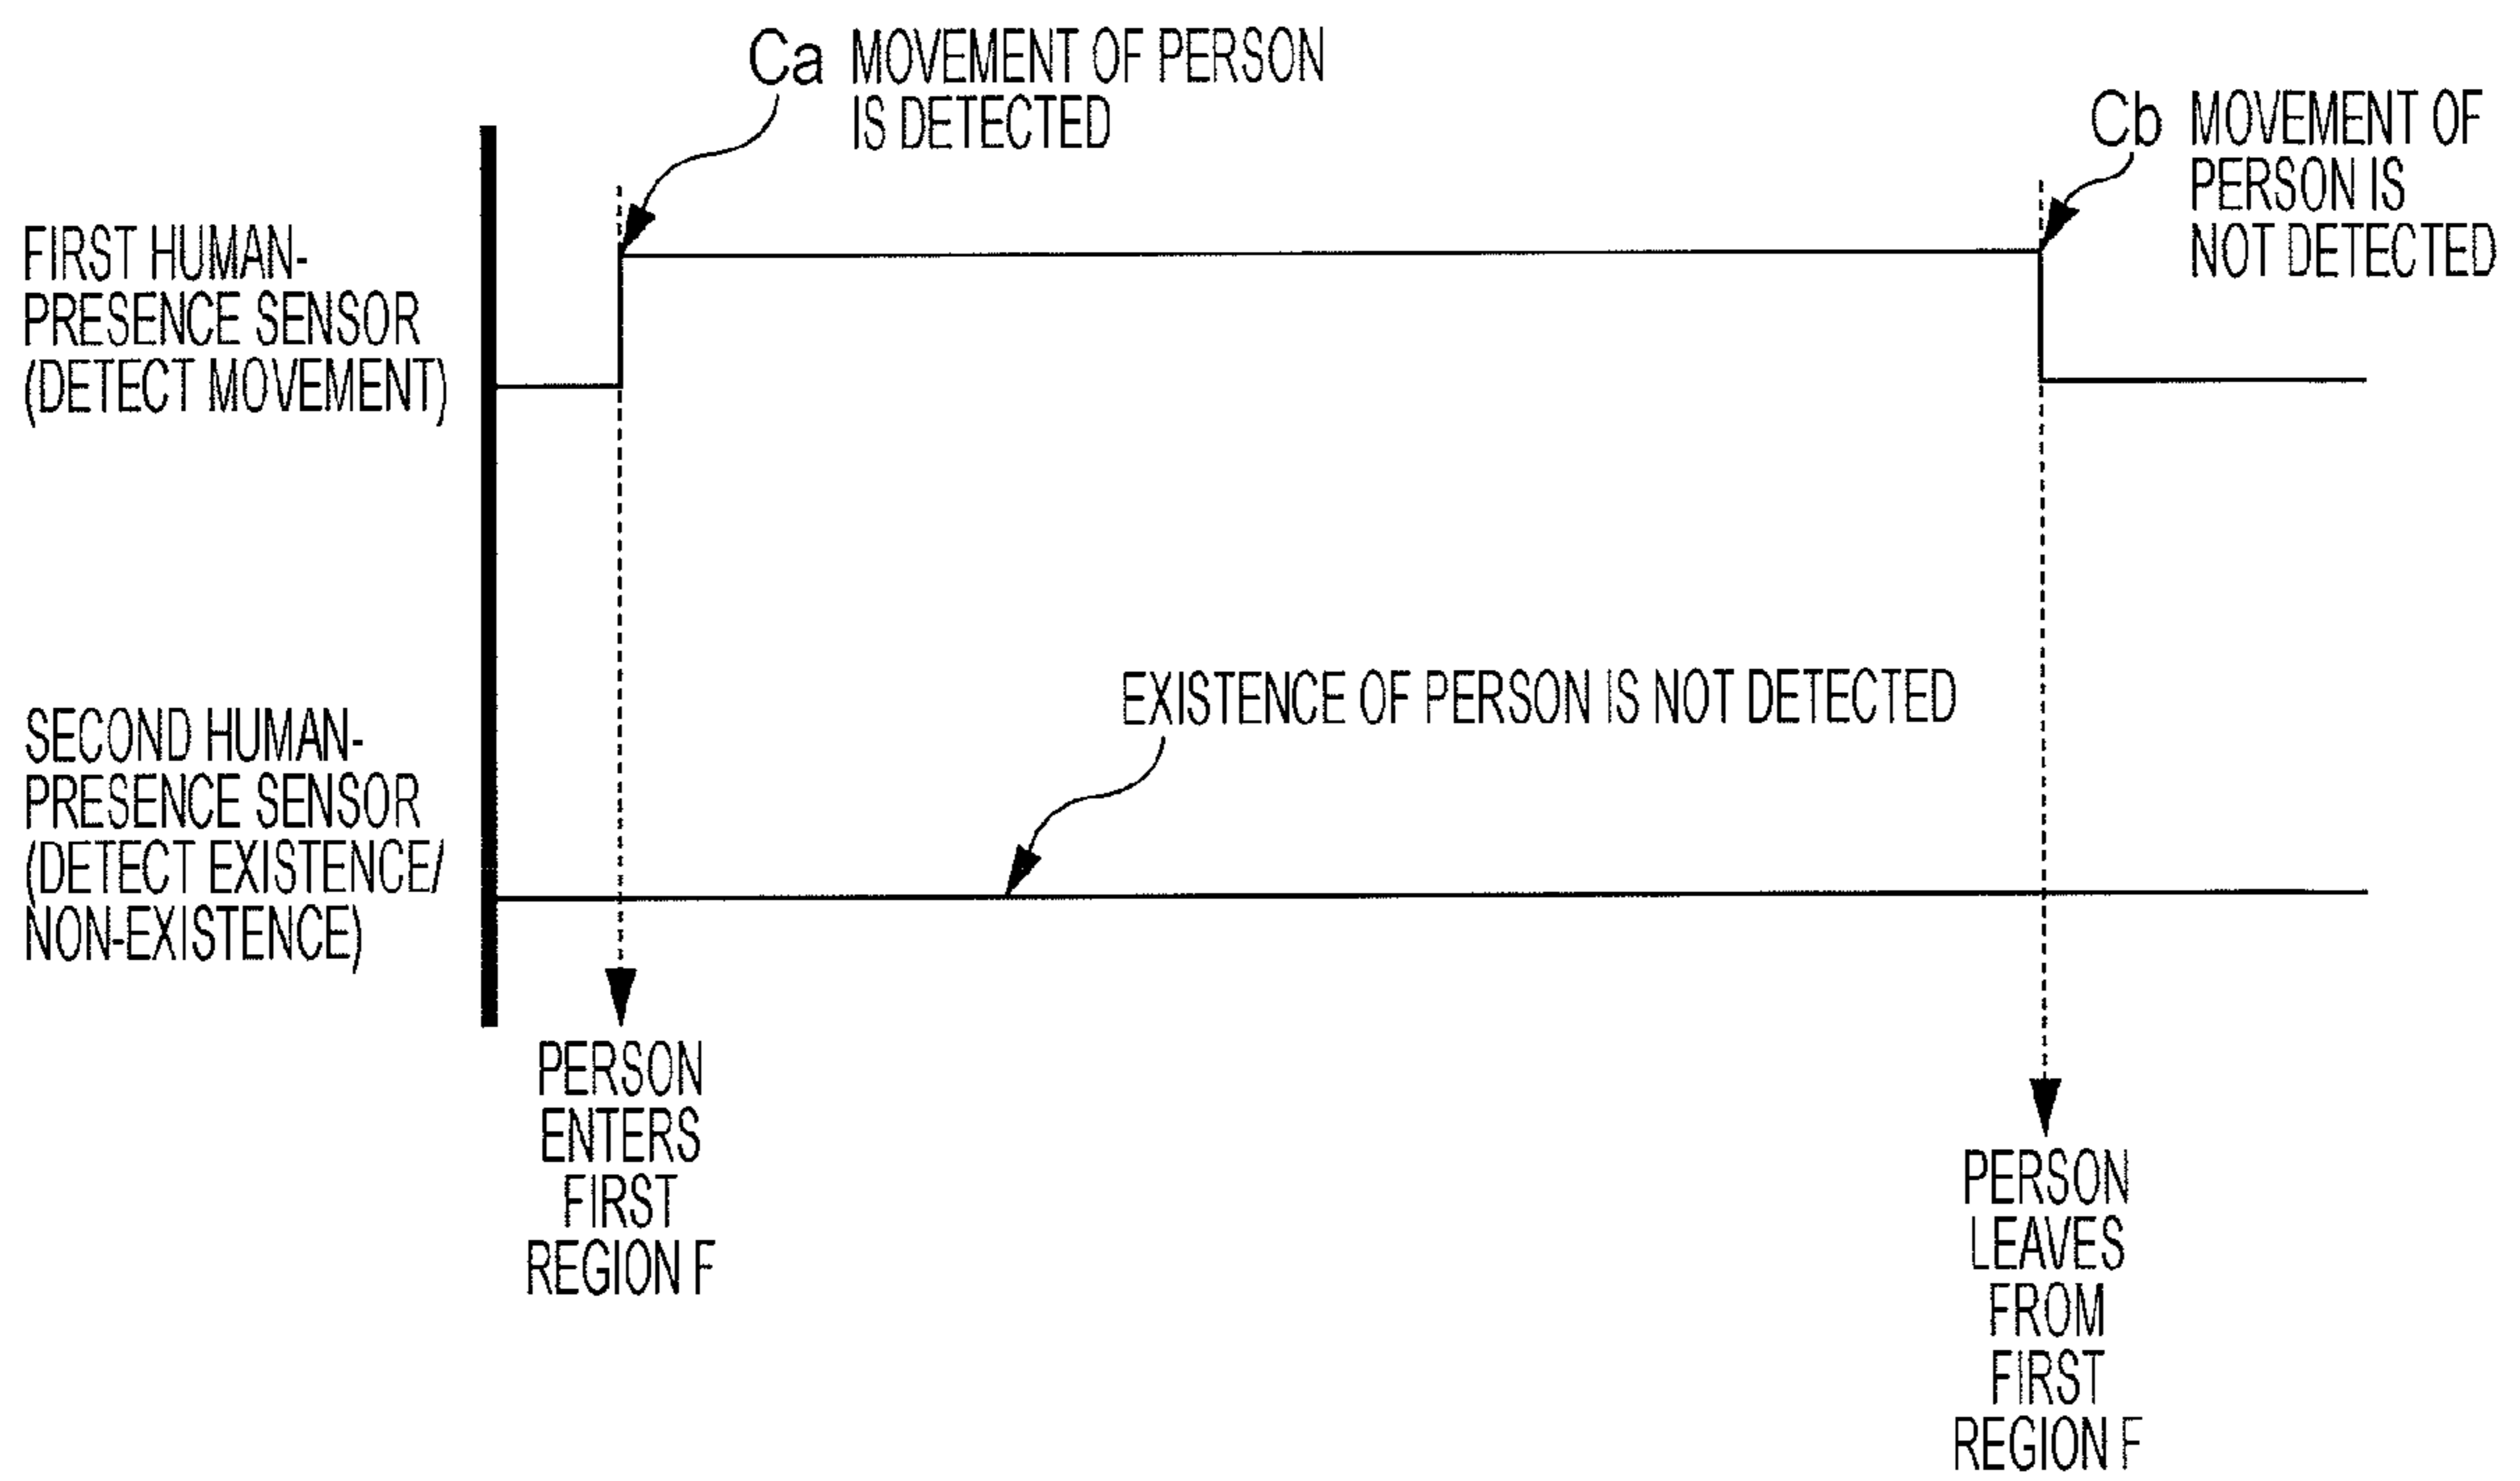 Ca MOVEMENT OF PERSON
IS DETECTED
Cb MOVEMENT OF
PERSON IS
NOT DETECTED
FIRST HUMAN-
PRESENCE SENSOR
(DETECT MOVEMENT)
EXISTENCE OF PERSON IS NOT DETECTED
SECOND HUMAN-
PRESENCE SENSOR
(DETECT EXISTENCE/
NON-EXISTENCE)
PERSON
ENTERS
FIRST
REGION F
PERSON
LEAVES
FROM
FIRST
REGION F